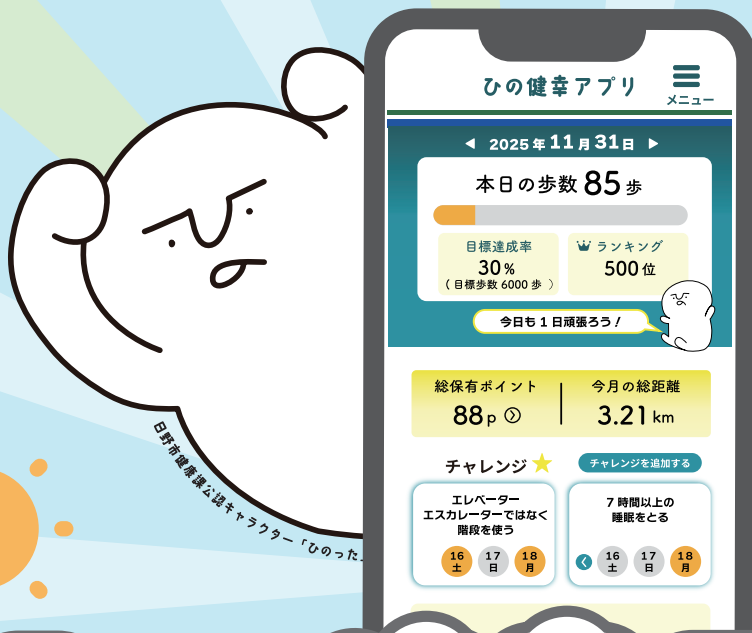 ひの健幸アプリ
メニュー
2025年11月31日
本日の歩数 85 歩
目標達成率
30%
(目標歩数 6000 歩 )
ランキング
500位
今日も1日頑張ろう!
総保有ポイント
88p
今月の総距離
3.21km
チャレンジ
チャレンジを追加する
エレベーター
エスカレーターではなく
階段を使う
16 土
17 日
18 月
7時間以上の
睡眠をとる
16 土
17 日
18 月
日野市健康課公認キャラクター「ひのった」